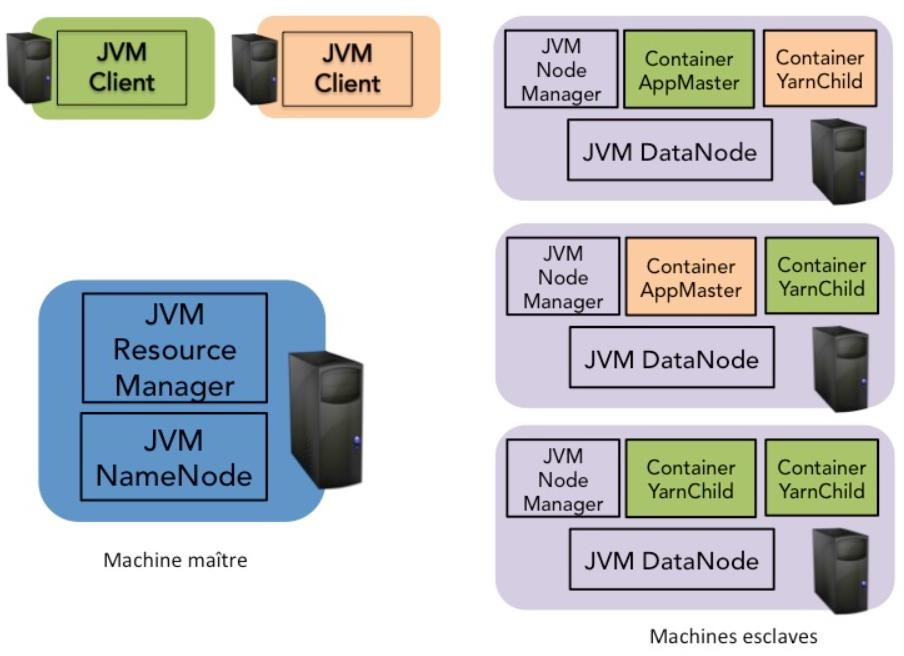 JVM
Client
JVM
Client
JVM
Resource
Manager
JVM
NameNode
Machine maître
JVM
Node
Manager
Container
AppMaster
Container
YarnChild
JVM DataNode
JVM
Node
Manager
Container
AppMaster
Container
YarnChild
JVM DataNode
JVM
Node
Manager
Container
YarnChild
Container
YarnChild
JVM DataNode
Machines esclaves